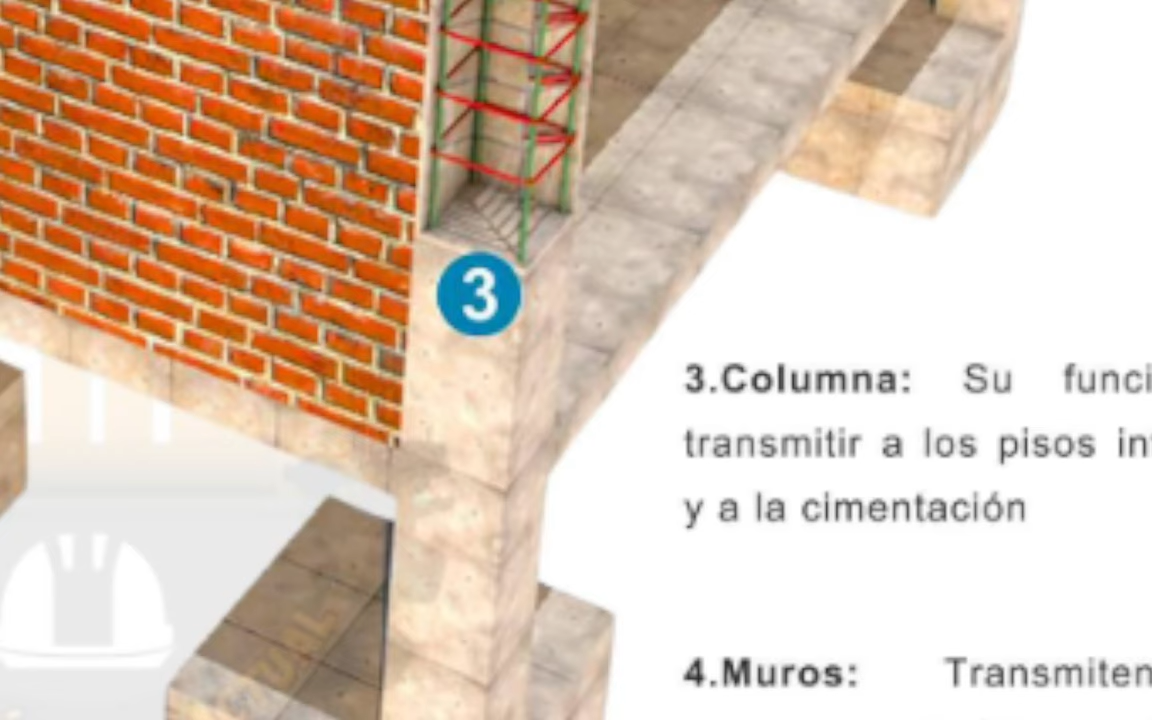 3
3.Columna: Su
transmitir a los pisos
y a la cimentación
4.Muros: Transmiten